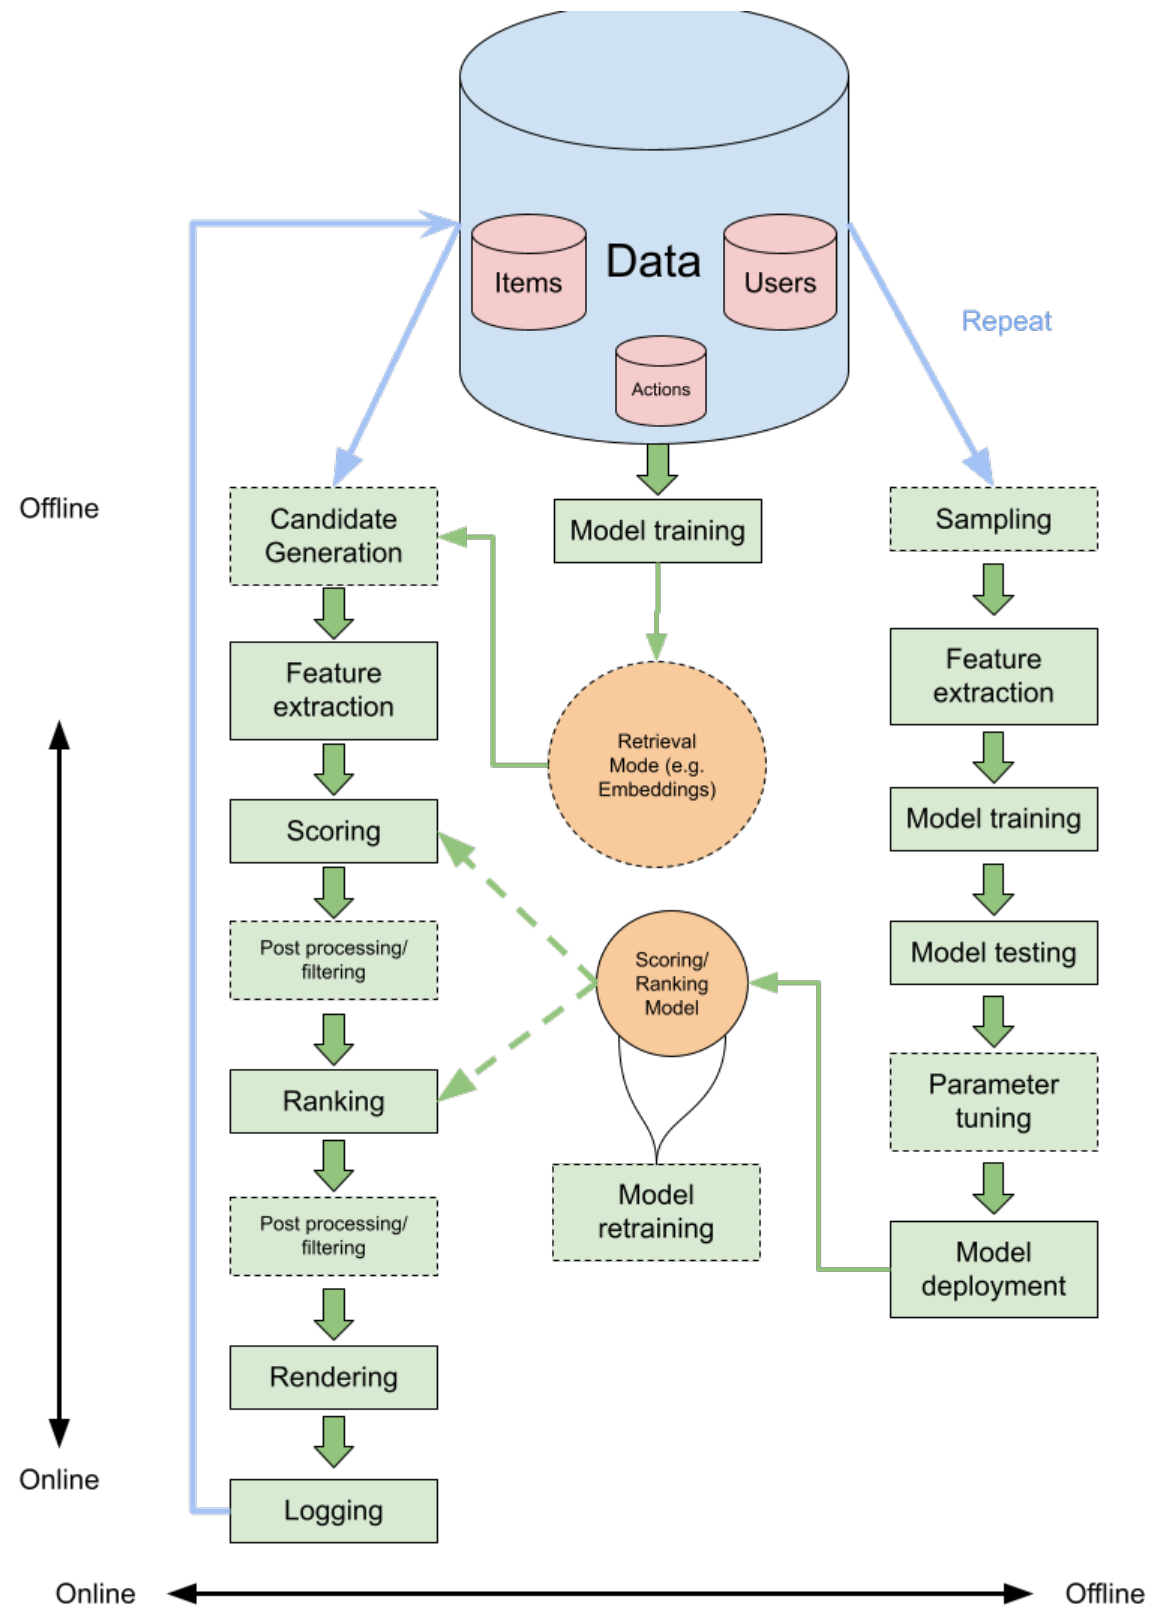 Data
Items
Users
Actions
Repeat
Offline
Candidate
Generation
Feature
extraction
Scoring
Post processing/
filtering
Ranking
Post processing/
filtering
Rendering
Logging
Model training
Retrieval
Mode (e.g.
Embeddings)
Scoring/
Ranking
Model
Model
retraining
Sampling
Feature
extraction
Model training
Model testing
Parameter
tuning
Model
deployment
Online
Online
Offline